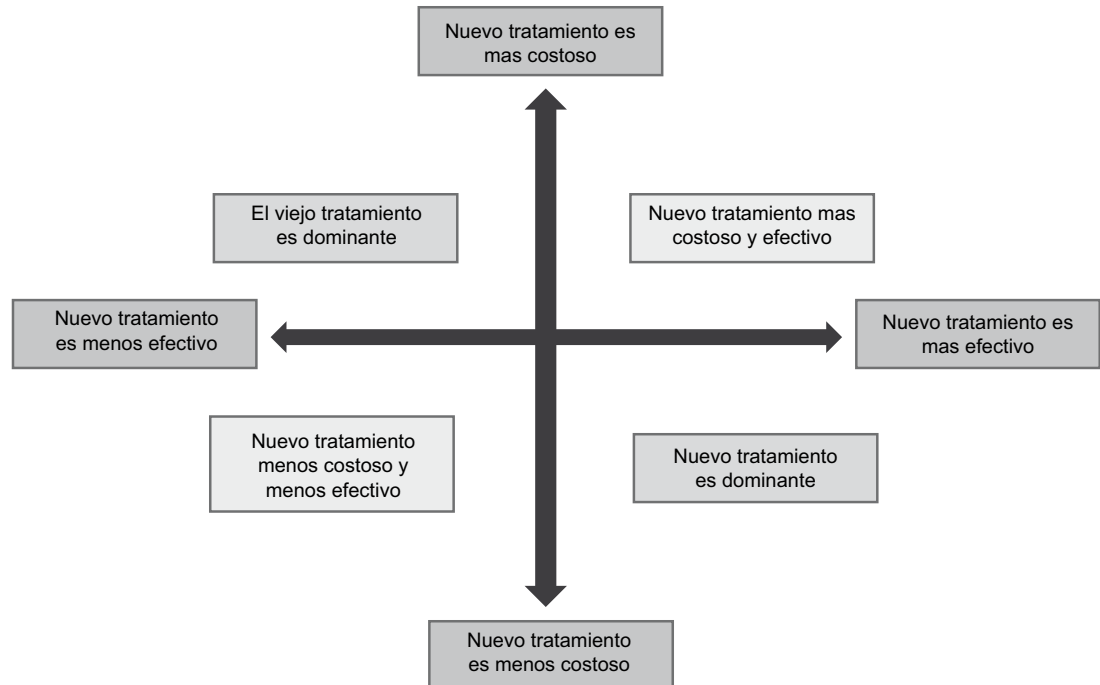 Nuevo tratamiento es
mas costoso
El viejo tratamiento
es dominante
Nuevo tratamiento mas
costoso y efectivo
Nuevo tratamiento
es menos efectivo
Nuevo tratamiento es
mas efectivo
Nuevo tratamiento
menos costoso y
menos efectivo
Nuevo tratamiento
es dominante
Nuevo tratamiento
es menos costoso